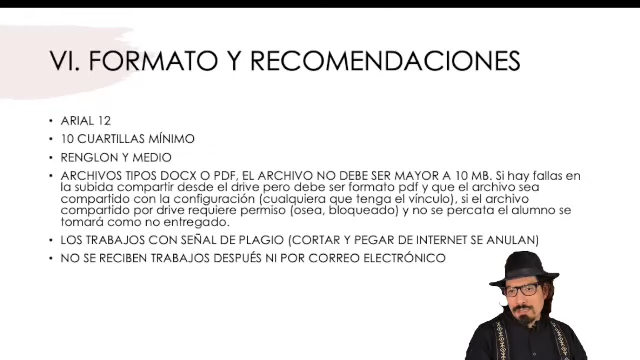 VI. FORMATO Y RECOMENDACIONES
• ARIAL 12
• 10 CUARTILLAS MÍNIMO
• RENGLON Y MEDIO
• ARCHIVOS TIPOS DOCX O PDF, EL ARCHIVO NO DEBE SER MAYOR A 10 MB. Si hay fallas en
la subida compartir desde el drive pero debe ser formato pdf y que el archivo sea
compartido con la configuración (cualquiera que tenga el vínculo), si el archivo
compartido por drive requiere permiso (osea, bloqueado) y no se percata el alumno se
tomará como no entregado.
• LOS TRABAJOS CON SEÑAL DE PLAGIO (CORTAR Y PEGAR DE INTERNET SE ANULAN)
• NO SE RECIBEN TRABAJOS DESPUÉS NI POR CORREO ELECTRÓNICO